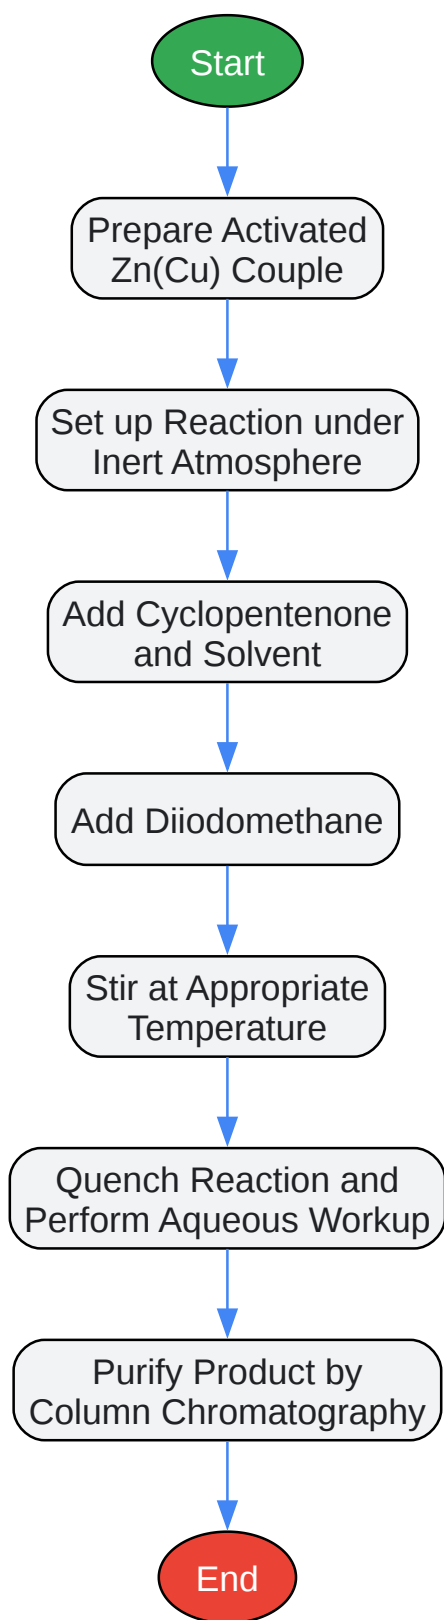 Start
Prepare Activated
Zn(Cu) Couple
Set up Reaction under
Inert Atmosphere
Add Cyclopentenone
and Solvent
Add Diiodomethane
Stir at Appropriate
Temperature
Quench Reaction and
Perform Aqueous Workup
Purify Product by
Column Chromatography
End